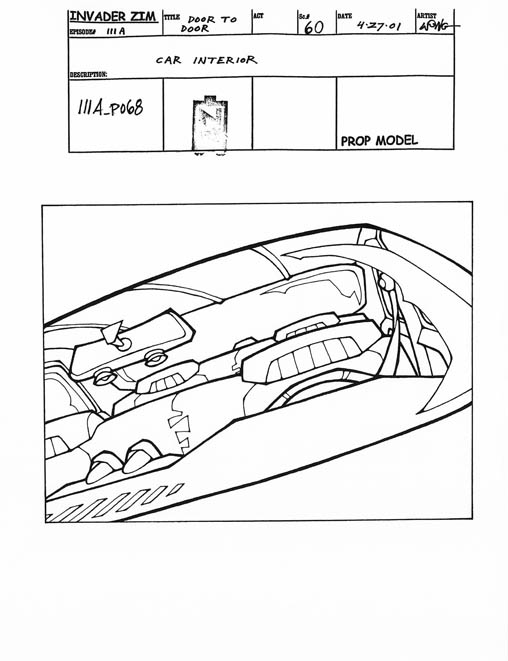 INVADER ZIM TITLE DOOR TO DOOR ACT Sc.# 60 DATE 4-27-01 ARTIST WONG
EPISODE# 111A
CAR INTERIOR
DESCRIPTION:
111A_P068
PROP MODEL